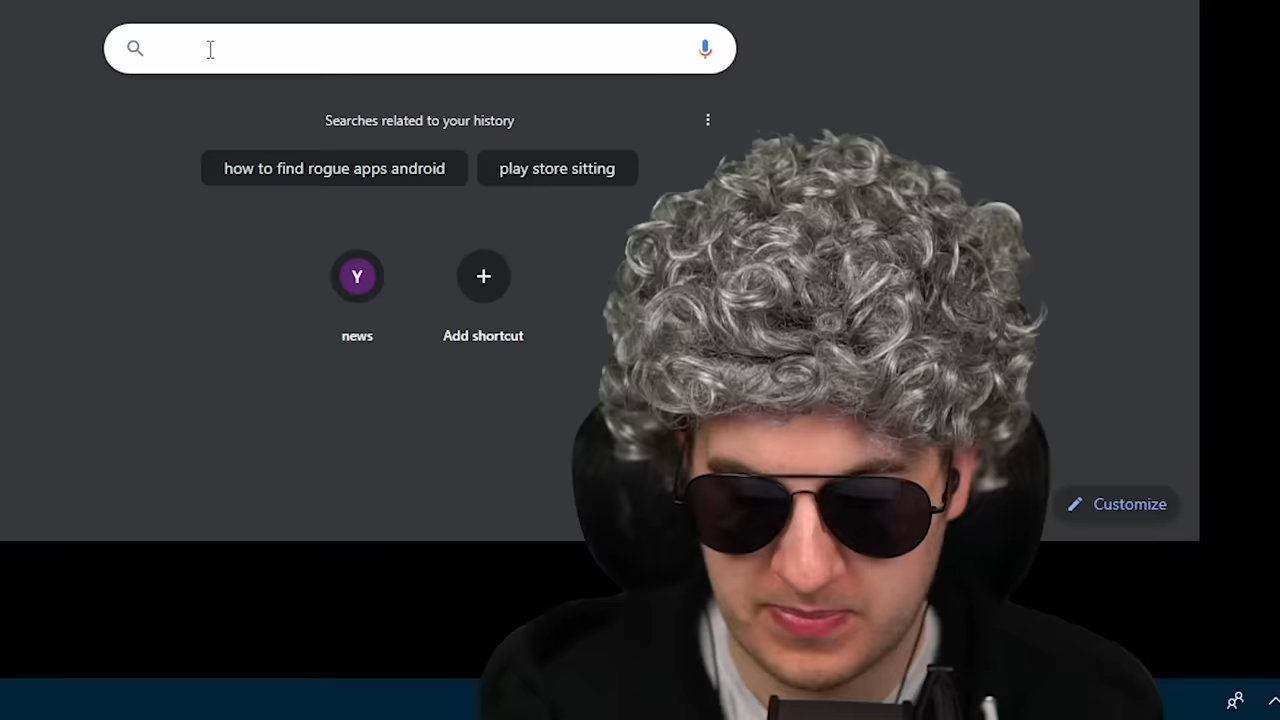 Searches related to your history
how to find rogue apps android
play store sitting
Y
news
Add shortcut
Customize